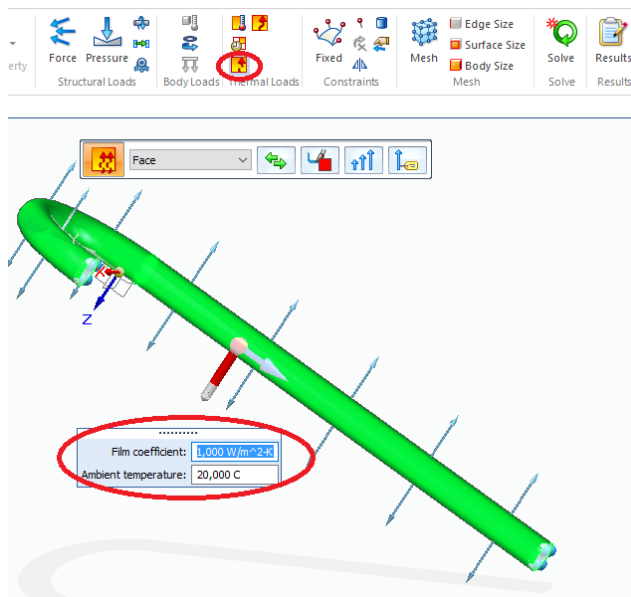 Edge Size
Surface Size
erty
Force
Pressure
Fixed
Mesh
Body Size
Solve
Results
Structural Loads
Body Loads
Thermal Loads
Constraints
Mesh
Solve
Results
Face
Z
Film coefficient:
1,000 W/m^2-K
Ambient temperature:
20,000 C